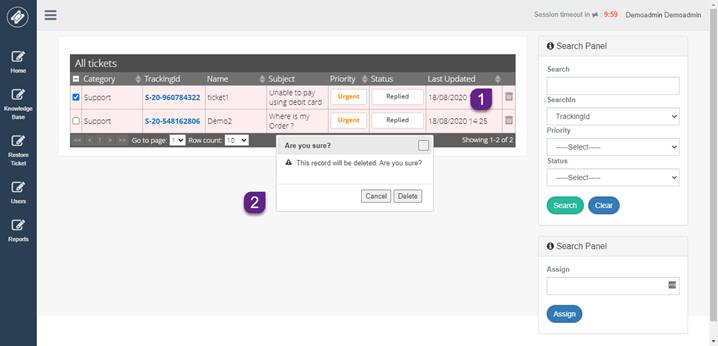 Session timeout in : 9:59 Demoadmin Demoadmin
Home
Knowledge
Base
Restore
Ticket
Users
Reports
All tickets
Category TrackingId Name Subject Priority Status Last Updated
Support S-20-960784322 ticket1 Unable to pay
using debit card Urgent Replied 18/08/2020
1
Support S-20-548162806 Demo2 Where is my
Order ? Urgent Replied 18/08/2020 14:25
<< < > >> Go to page: 1 Row count: 10 Showing 1-2 of 2
Are you sure?
This record will be deleted. Are you sure?
Cancel Delete
2
Search Panel
Search
SearchIn
TrackingId
Priority
-----Select-----
Status
-----Select-----
Search Clear
Search Panel
Assign
Assign